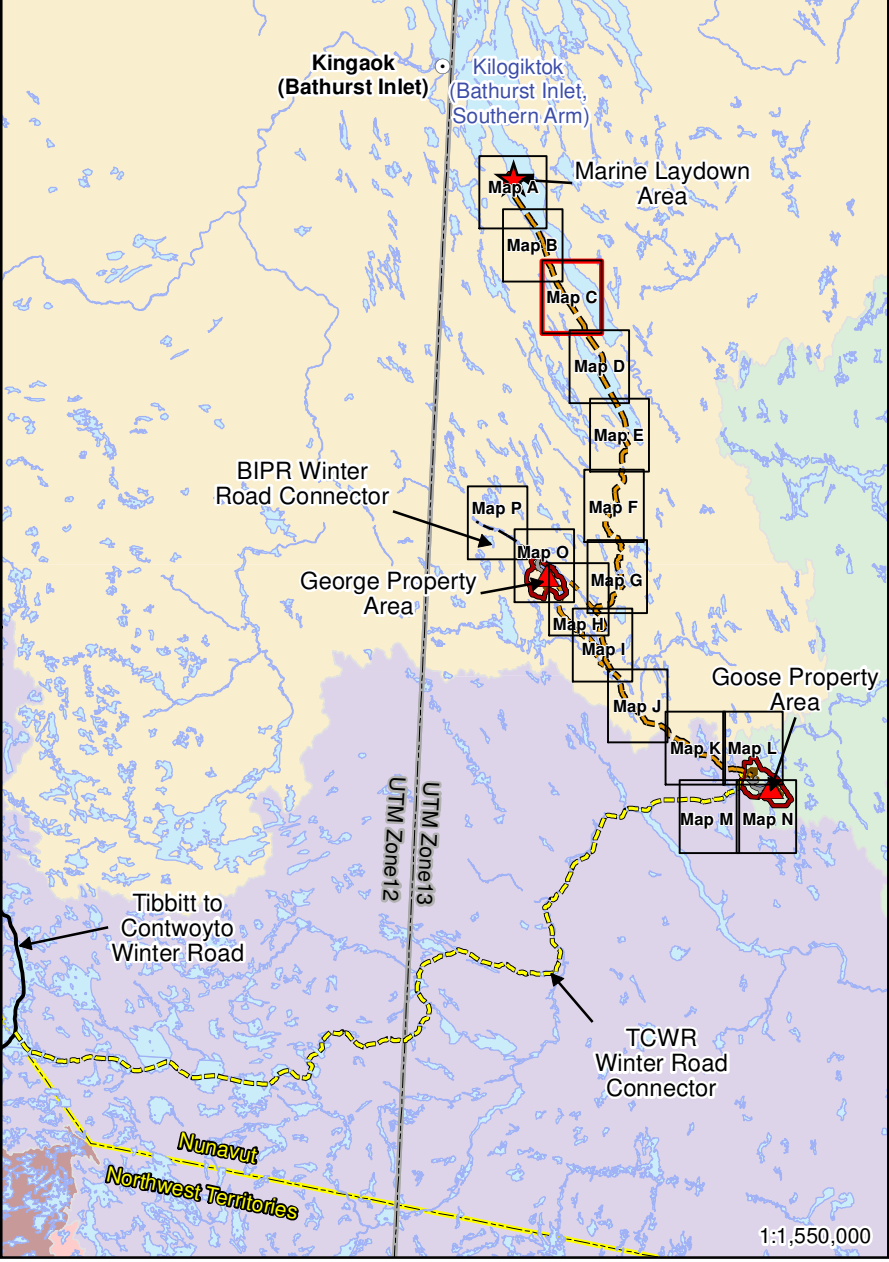 Kingaok
(Bathurst Inlet)
Kilogiktok
(Bathurst Inlet,
Southern Arm)
Marine Laydown
Area
Map A
Map B
Map C
Map D
Map E
BIPR Winter
Road Connector
Map P
Map F
Map O
George Property
Area
Map G
Map H
Map I
Goose Property
Area
Map J
Map K
Map L
Map M
Map N
UTM Zone12
UTM Zone13
Tibbitt to
Contwoyto
Winter Road
TCWR
Winter Road
Connector
Nunavut
Northwest Territories
1:1,550,000